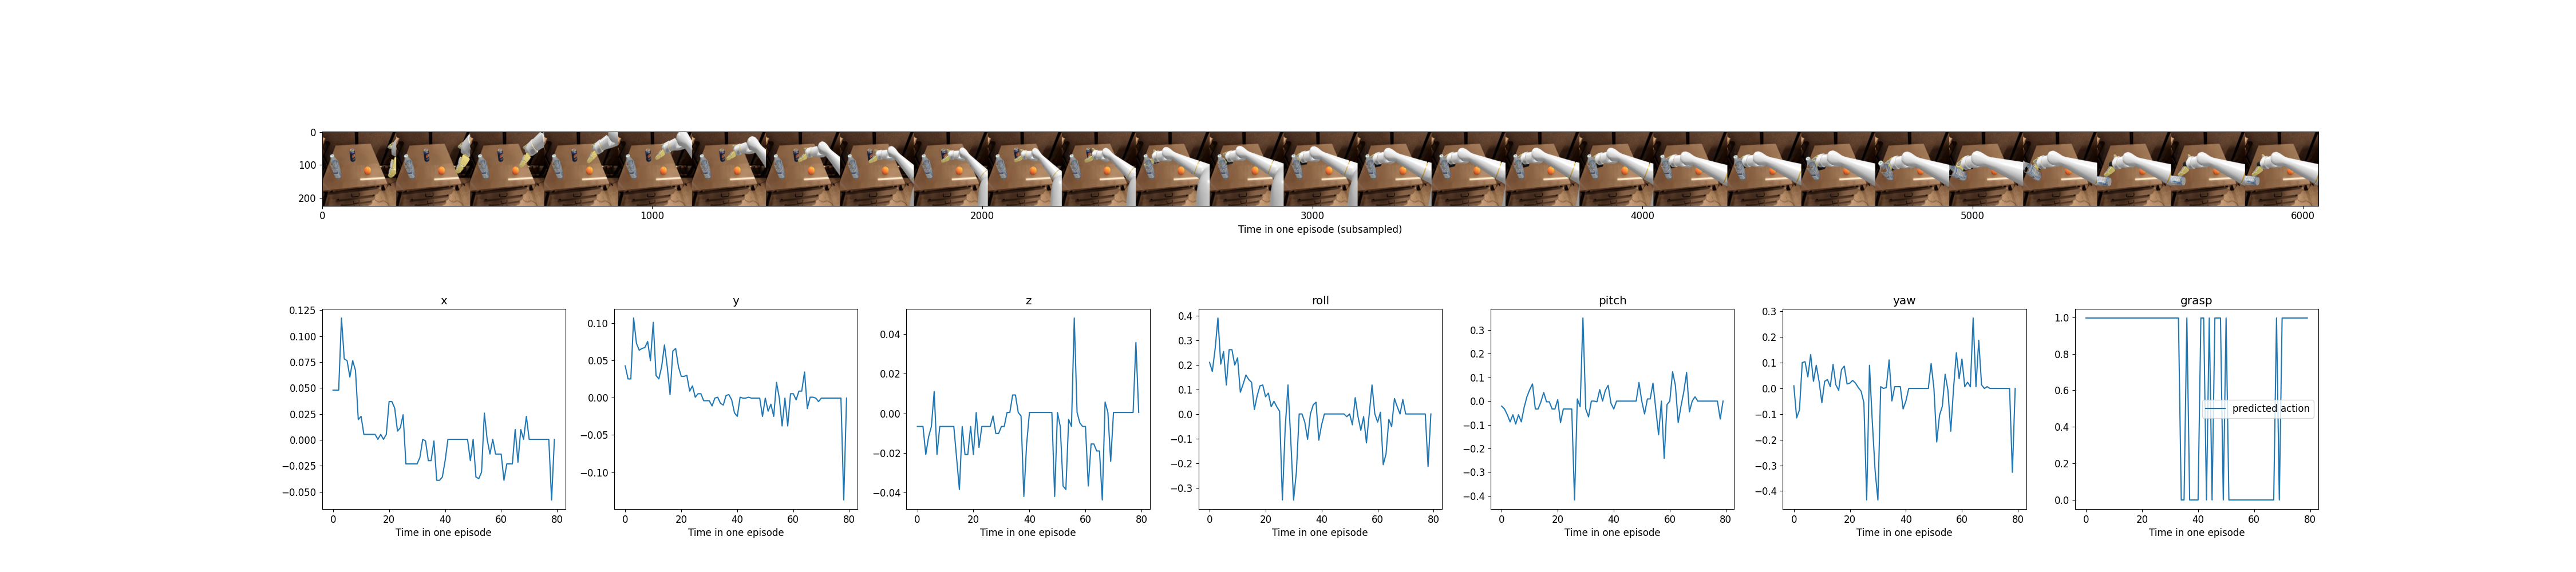 0
100
200
0 1000 2000 3000 4000 5000 6000
Time in one episode (subsampled)
x
0.125
0.100
0.075
0.050
0.025
0.000
−0.025
−0.050
0 20 40 60 80
Time in one episode
y
0.10
0.05
0.00
−0.05
−0.10
0 20 40 60 80
Time in one episode
z
0.04
0.02
0.00
−0.02
−0.04
0 20 40 60 80
Time in one episode
roll
0.4
0.3
0.2
0.1
0.0
−0.1
−0.2
−0.3
0 20 40 60 80
Time in one episode
pitch
0.3
0.2
0.1
0.0
−0.1
−0.2
−0.3
−0.4
0 20 40 60 80
Time in one episode
yaw
0.3
0.2
0.1
0.0
−0.1
−0.2
−0.3
−0.4
0 20 40 60 80
Time in one episode
grasp
1.0
0.8
0.6
0.4
0.2
0.0
predicted action
0 20 40 60 80
Time in one episode